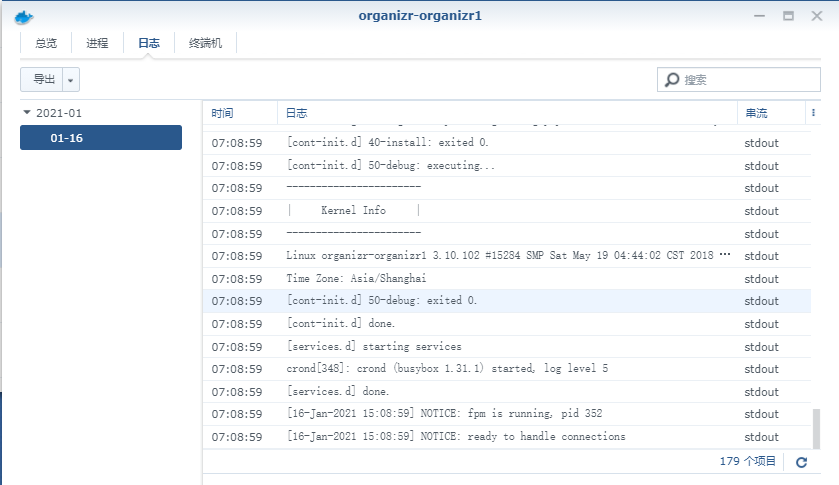 organizr-organizr1
总览 进程 日志 终端机
导出 搜索
2021-01
01-16
时间 日志 串流
07:08:59 [cont-init.d] 40-install: exited 0. stdout
07:08:59 [cont-init.d] 50-debug: executing... stdout
07:08:59 ----------------------- stdout
07:08:59 | Kernel Info | stdout
07:08:59 ----------------------- stdout
07:08:59 Linux organizr-organizr1 3.10.102 #15284 SMP Sat May 19 04:44:02 CST 2018 ... stdout
07:08:59 Time Zone: Asia/Shanghai stdout
07:08:59 [cont-init.d] 50-debug: exited 0. stdout
07:08:59 [cont-init.d] done. stdout
07:08:59 [services.d] starting services stdout
07:08:59 crond[348]: crond (busybox 1.31.1) started, log level 5 stdout
07:08:59 [services.d] done. stdout
07:08:59 [16-Jan-2021 15:08:59] NOTICE: fpm is running, pid 352 stdout
07:08:59 [16-Jan-2021 15:08:59] NOTICE: ready to handle connections stdout
179 个项目